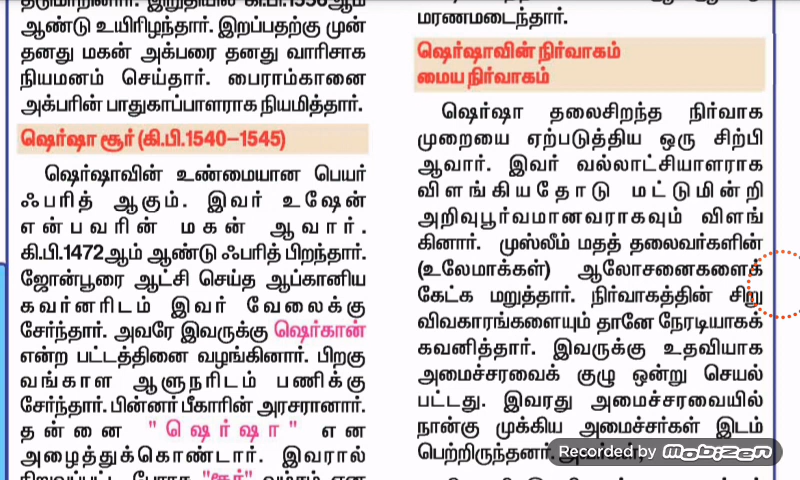 ஆண்டு உயிரிழந்தார். இறப்பதற்கு முன்
தனது மகன் அக்பரை தனது வாரிசாக
நியமனம் செய்தார். பைராம்கானை
அக்பரின் பாதுகாப்பாளராக நியமித்தார்.
ஷெர்ஷா சூர் (கி.பி.1540–1545)
ஷெர்ஷாவின் உண்மையான பெயர்
ஃபரித் ஆகும். இவர் உஷேன்
என்பவரின் மகன் ஆவார்.
கி.பி.1472ஆம் ஆண்டு ஃபரித் பிறந்தார்.
ஜோன்பூரை ஆட்சி செய்த ஆப்கானிய
கவர்னரிடம் இவர் வேலைக்கு
சேர்ந்தார். அவரே இவருக்கு ஷெர்கான்
என்ற பட்டத்தினை வழங்கினார். பிறகு
வங்காள ஆளுநரிடம் பணிக்கு
சேர்ந்தார். பின்னர் பீகாரின் அரசரானார்.
தன்னை "ஷெர்ஷா" என
அழைத்துக்கொண்டார். இவரால்
மரணமடைந்தார்.
ஷெர்ஷாவின் நிர்வாகம்
மைய நிர்வாகம்
ஷெர்ஷா தலைசிறந்த நிர்வாக
முறையை ஏற்படுத்திய ஒரு சிற்பி
ஆவார். இவர் வல்லாட்சியாளராக
விளங்கியதோடு மட்டுமின்றி
அறிவுபூர்வமானவராகவும் விளங்
கினார். முஸ்லீம் மதத் தலைவர்களின்
(உலேமாக்கள்) ஆலோசனைகளைக்
கேட்க மறுத்தார். நிர்வாகத்தின் சிறு
விவகாரங்களையும் தானே நேரடியாகக்
கவனித்தார். இவருக்கு உதவியாக
அமைச்சரவைக் குழு ஒன்று செயல்
பட்டது. இவரது அமைச்சரவையில்
நான்கு முக்கிய அமைச்சர்கள் இடம்
பெற்றிருந்தனர்.
Recorded by Mobizen